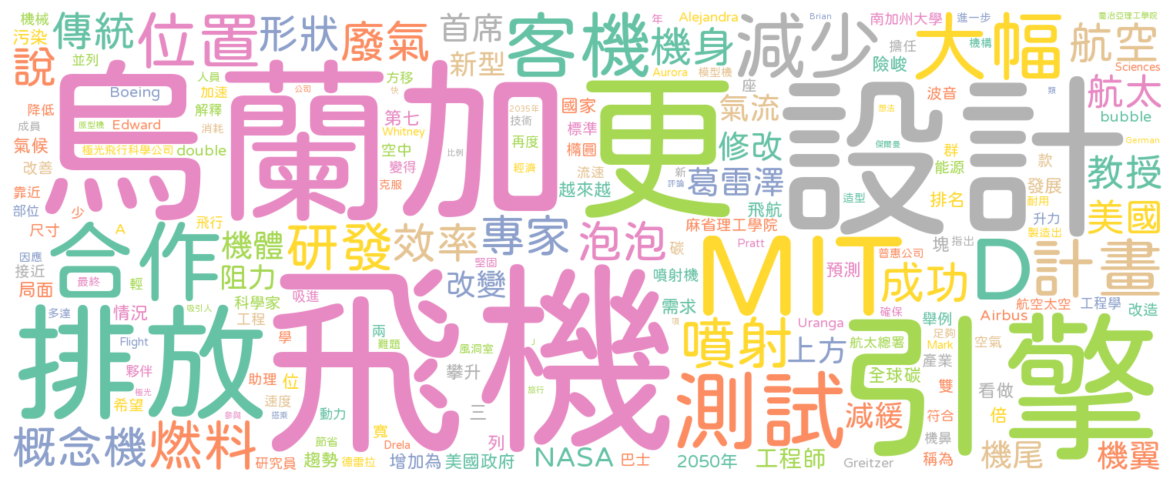 機械
傳統
位置
形狀
廢氣
首席
客機
機身
Alejandra
減少
Brian
南加州大學
年
進一步
大幅
航空
喬治亞理工學院
污染
說
並列
新型
擔任
機構
險峻
Sciences
烏蘭加
人員
公司
方移
快
更
Aurora
模型機
座
設計
想法
類
航太
Boeing
加速
2035年
國家
氣流
波音
bubble
降低
解釋
第七
技術
標準
成員
原型機
Edward
消耗
Whitney
再度
橢圓
修改
保爾曼
群
German
氣候
極光飛行科學公司
double
空中
比例
經濟
流速
能源
款
教授
改善
變得
新
葛雷澤
靠近
克服
越來越
評論
造型
排名
發展
耐用
部位
少
飛行
飛航
升力
美國
尺寸
A
合作
機體
研發
效率
專家
泡泡
麻省理工學院
製造出
因應
阻力
堅固
碳
Pratt
MIT
塊
指出
D
計畫
接近
最終
輕
改變
噴射機
普惠公司
預測
成功
局面
科學家
吸進
需求
確保
航空太空
工程學
改造
多達
情況
吸引人
工程
飛機
Uranga
舉例
Airbus
排放
Flight
學
兩
風洞室
J
噴射
上方
航太總署
足夠
Mark
空氣
引擎
難題
項
產業
夥伴
攀升
全球碳
雙
看做
極光
助理
位
旅行
測試
希望
速度
三
減緩
符合
倍
參與
搭乘
動力
寬
列
機鼻
概念機
燃料
節省
Drela
機尾
機翼
研究員
趨勢
德雷拉
增加為
美國政府
NASA
巴士
2050年
工程師
Greitzer
稱為